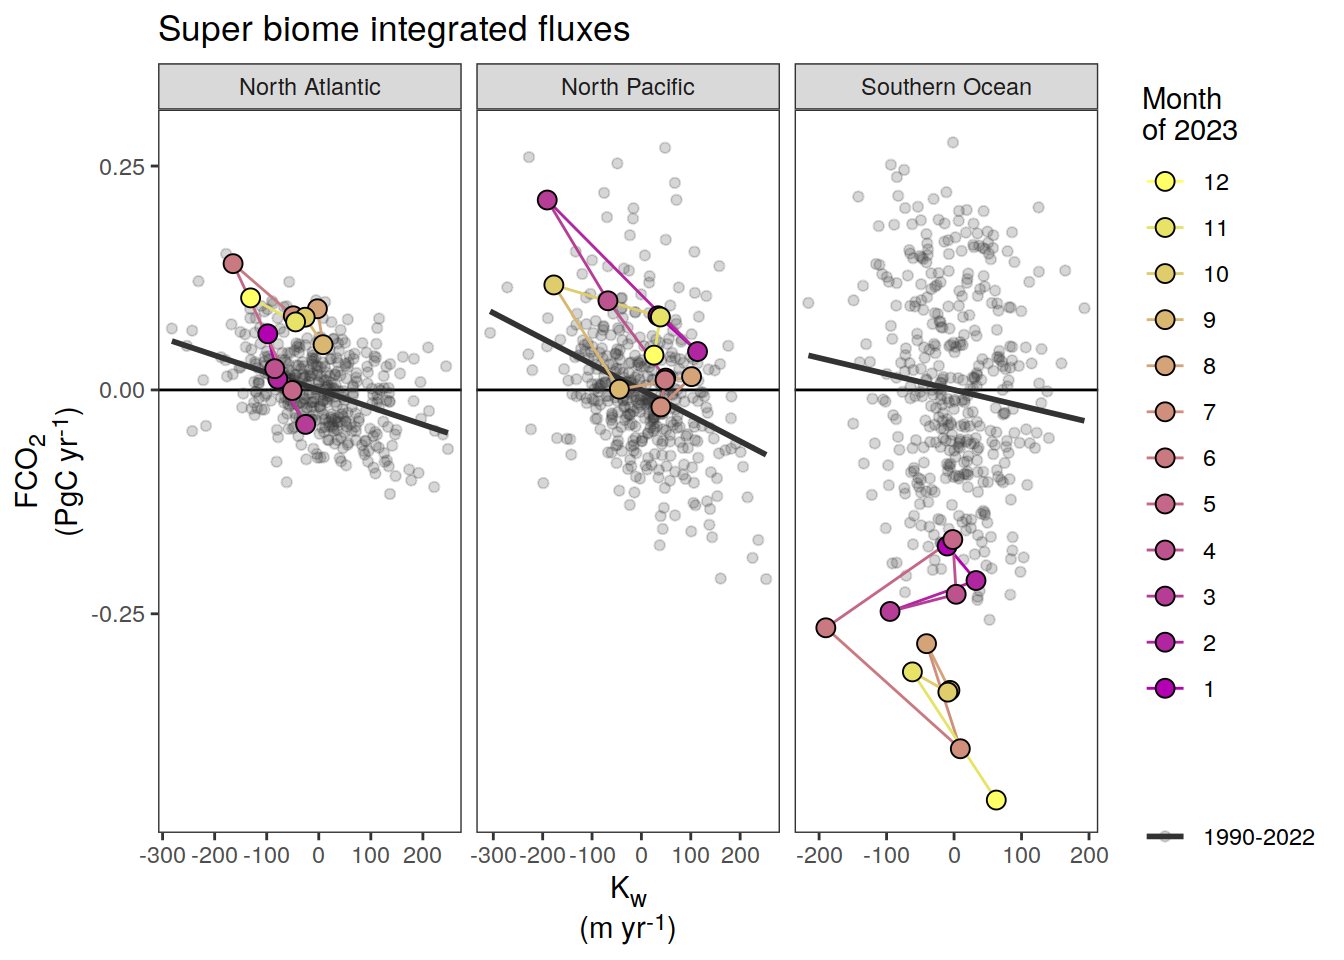 Super biome integrated fluxes
North Atlantic
North Pacific
Southern Ocean
0.25
0.00
-0.25
FCO2
(PgC yr-1)
-300 -200 -100 0 100 200
-300 -200 -100 0 100 200
-200 -100 0 100 200
Kw
(m yr-1)
Month
of 2023
12
11
10
9
8
7
6
5
4
3
2
1
1990-2022